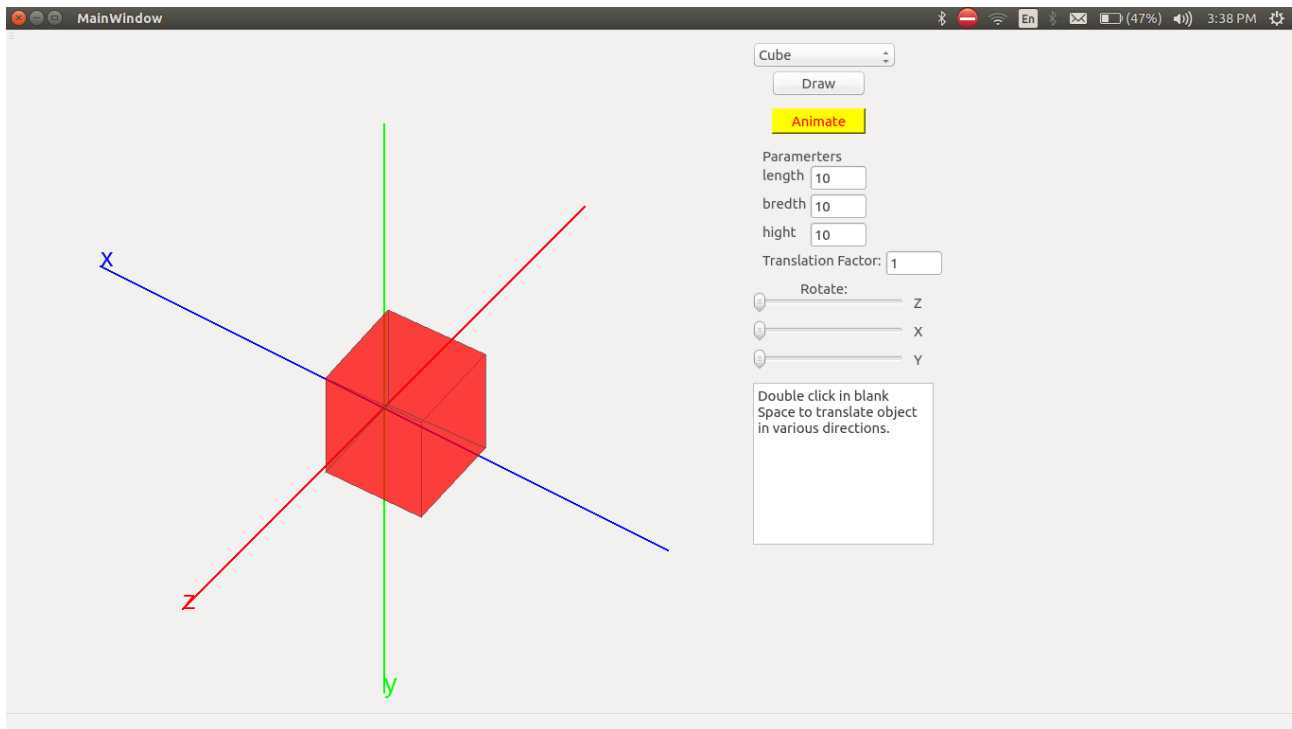 MainWindow
En
(47%)
3:38 PM
Cube
Draw
Animate
Paramerters
length 10
bredth 10
hight 10
Translation Factor: 1
Rotate:
Z
X
Y
Double click in blank
Space to translate object
in various directions.
X
Z
y